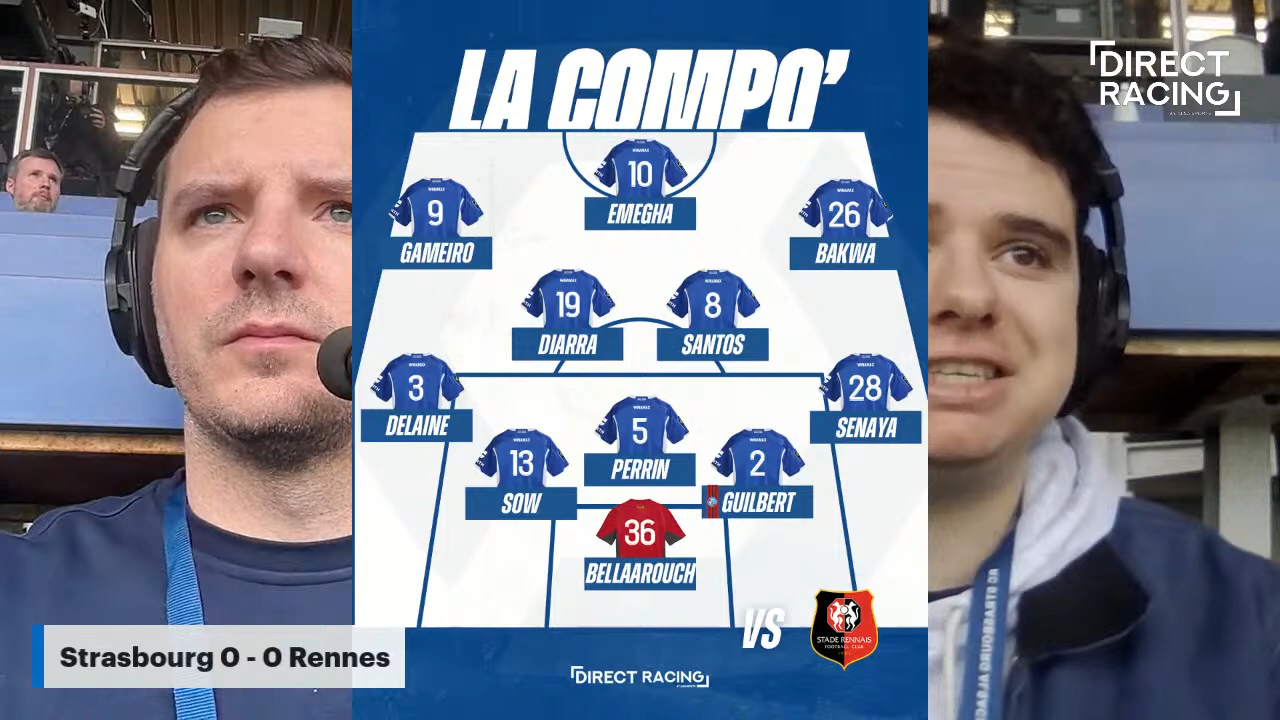 LA COMPO'
DIRECT
RACING
10
EMEGHA
9
GAMEIRO
26
BAKWA
19
DIARRA
8
SANTOS
3
DELAINE
28
SENAYA
5
PERRIN
13
SOW
2
GUILBERT
36
BELLAAROUCH
VS
STADE RENNAIS
FOOTBALL CLUB
Strasbourg 0 - 0 Rennes
DIRECT RACING